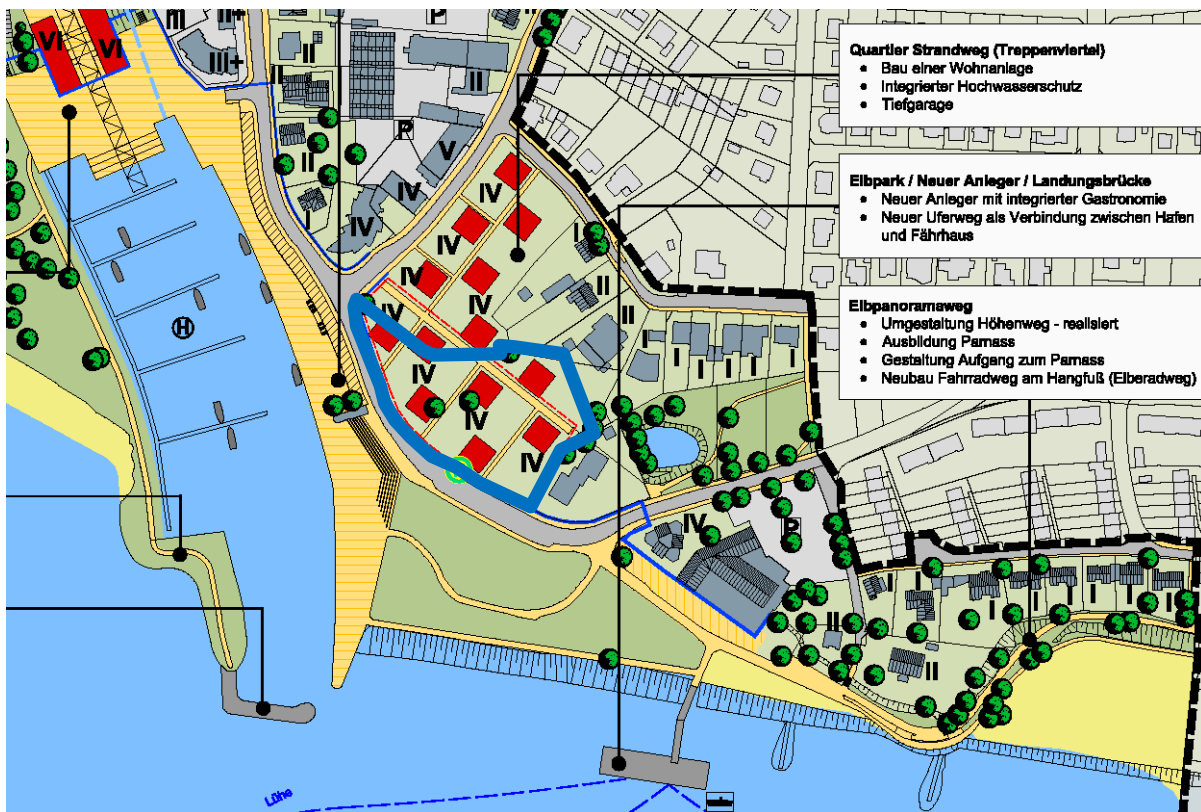 VI
VI
III
II+
III+
P
II
II
II
II
II
I
P
V
IV
IV
IV
IV
IV
IV
IV
IV
IV
IV
IV
I
II
II
I
I
I
I
I
H
IV
P
II
II
I
I
I
I
I
Quartier Strandweg (Treppenviertel)
• Bau einer Wohnanlage
• Integrierter Hochwasserschutz
• Tiefgarage
Elbpark / Neuer Anleger / Landungsbrücke
• Neuer Anleger mit integrierter Gastronomie
• Neuer Uferweg als Verbindung zwischen Hafen
und Fährhaus
Elbpanoramaweg
• Umgestaltung Höhenweg - realisiert
• Ausbildung Parnass
• Gestaltung Aufgang zum Parnass
• Neubau Fahrradweg am Hangfuß (Elberadweg)
Lühe